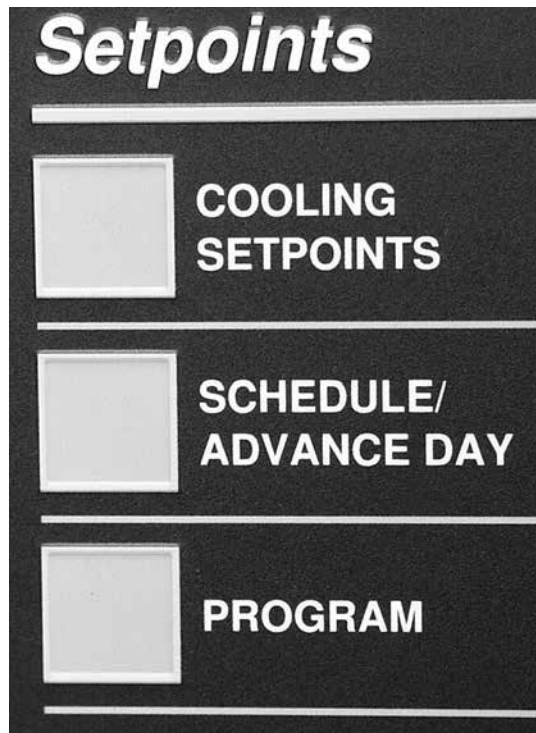 Setpoints
COOLING
SETPOINTS
SCHEDULE/
ADVANCE DAY
PROGRAM